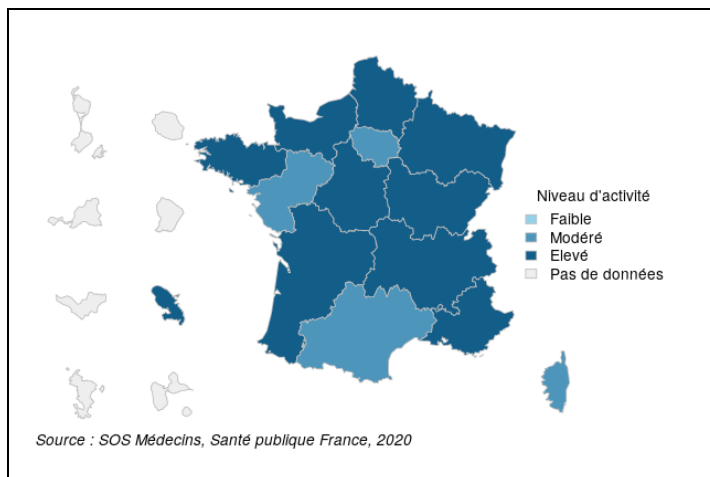 Niveau d'activité
Faible
Modéré
Elevé
Pas de données
Source : SOS Médecins, Santé publique France, 2020